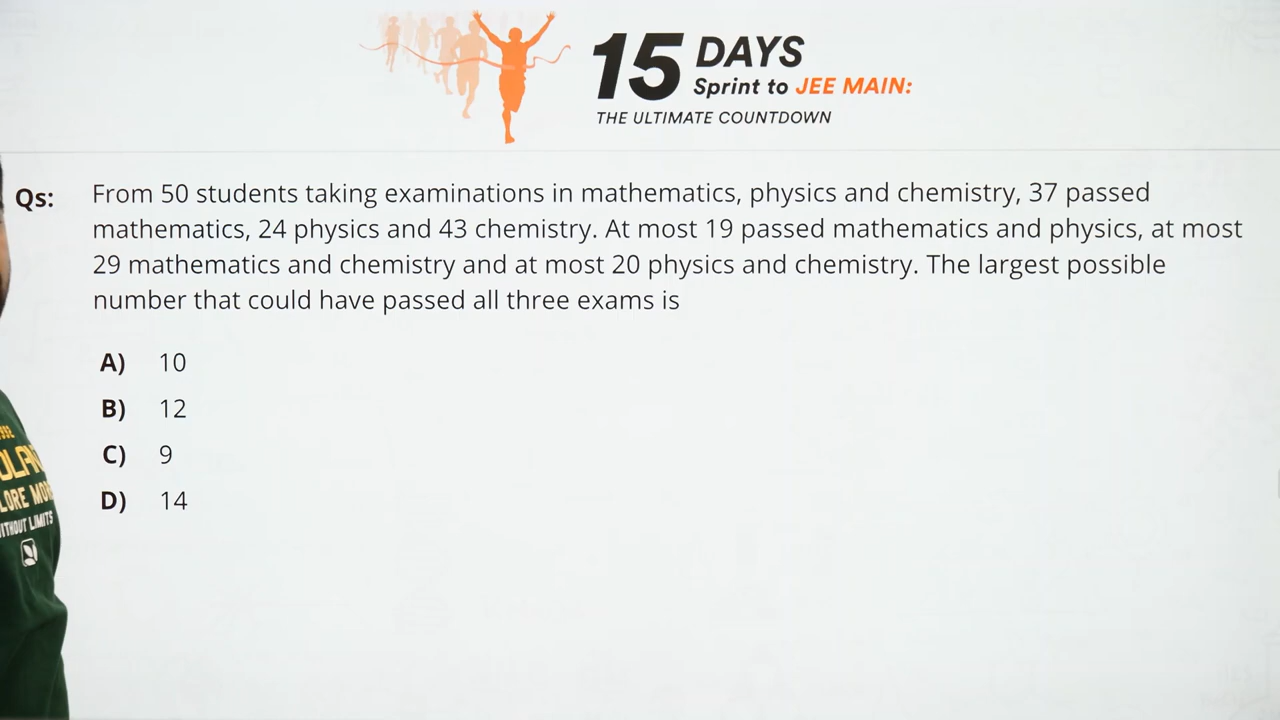 15 DAYS
Sprint to JEE MAIN:
THE ULTIMATE COUNTDOWN
Qs: From 50 students taking examinations in mathematics, physics and chemistry, 37 passed
mathematics, 24 physics and 43 chemistry. At most 19 passed mathematics and physics, at most
29 mathematics and chemistry and at most 20 physics and chemistry. The largest possible
number that could have passed all three exams is
A) 10
B) 12
C) 9
D) 14